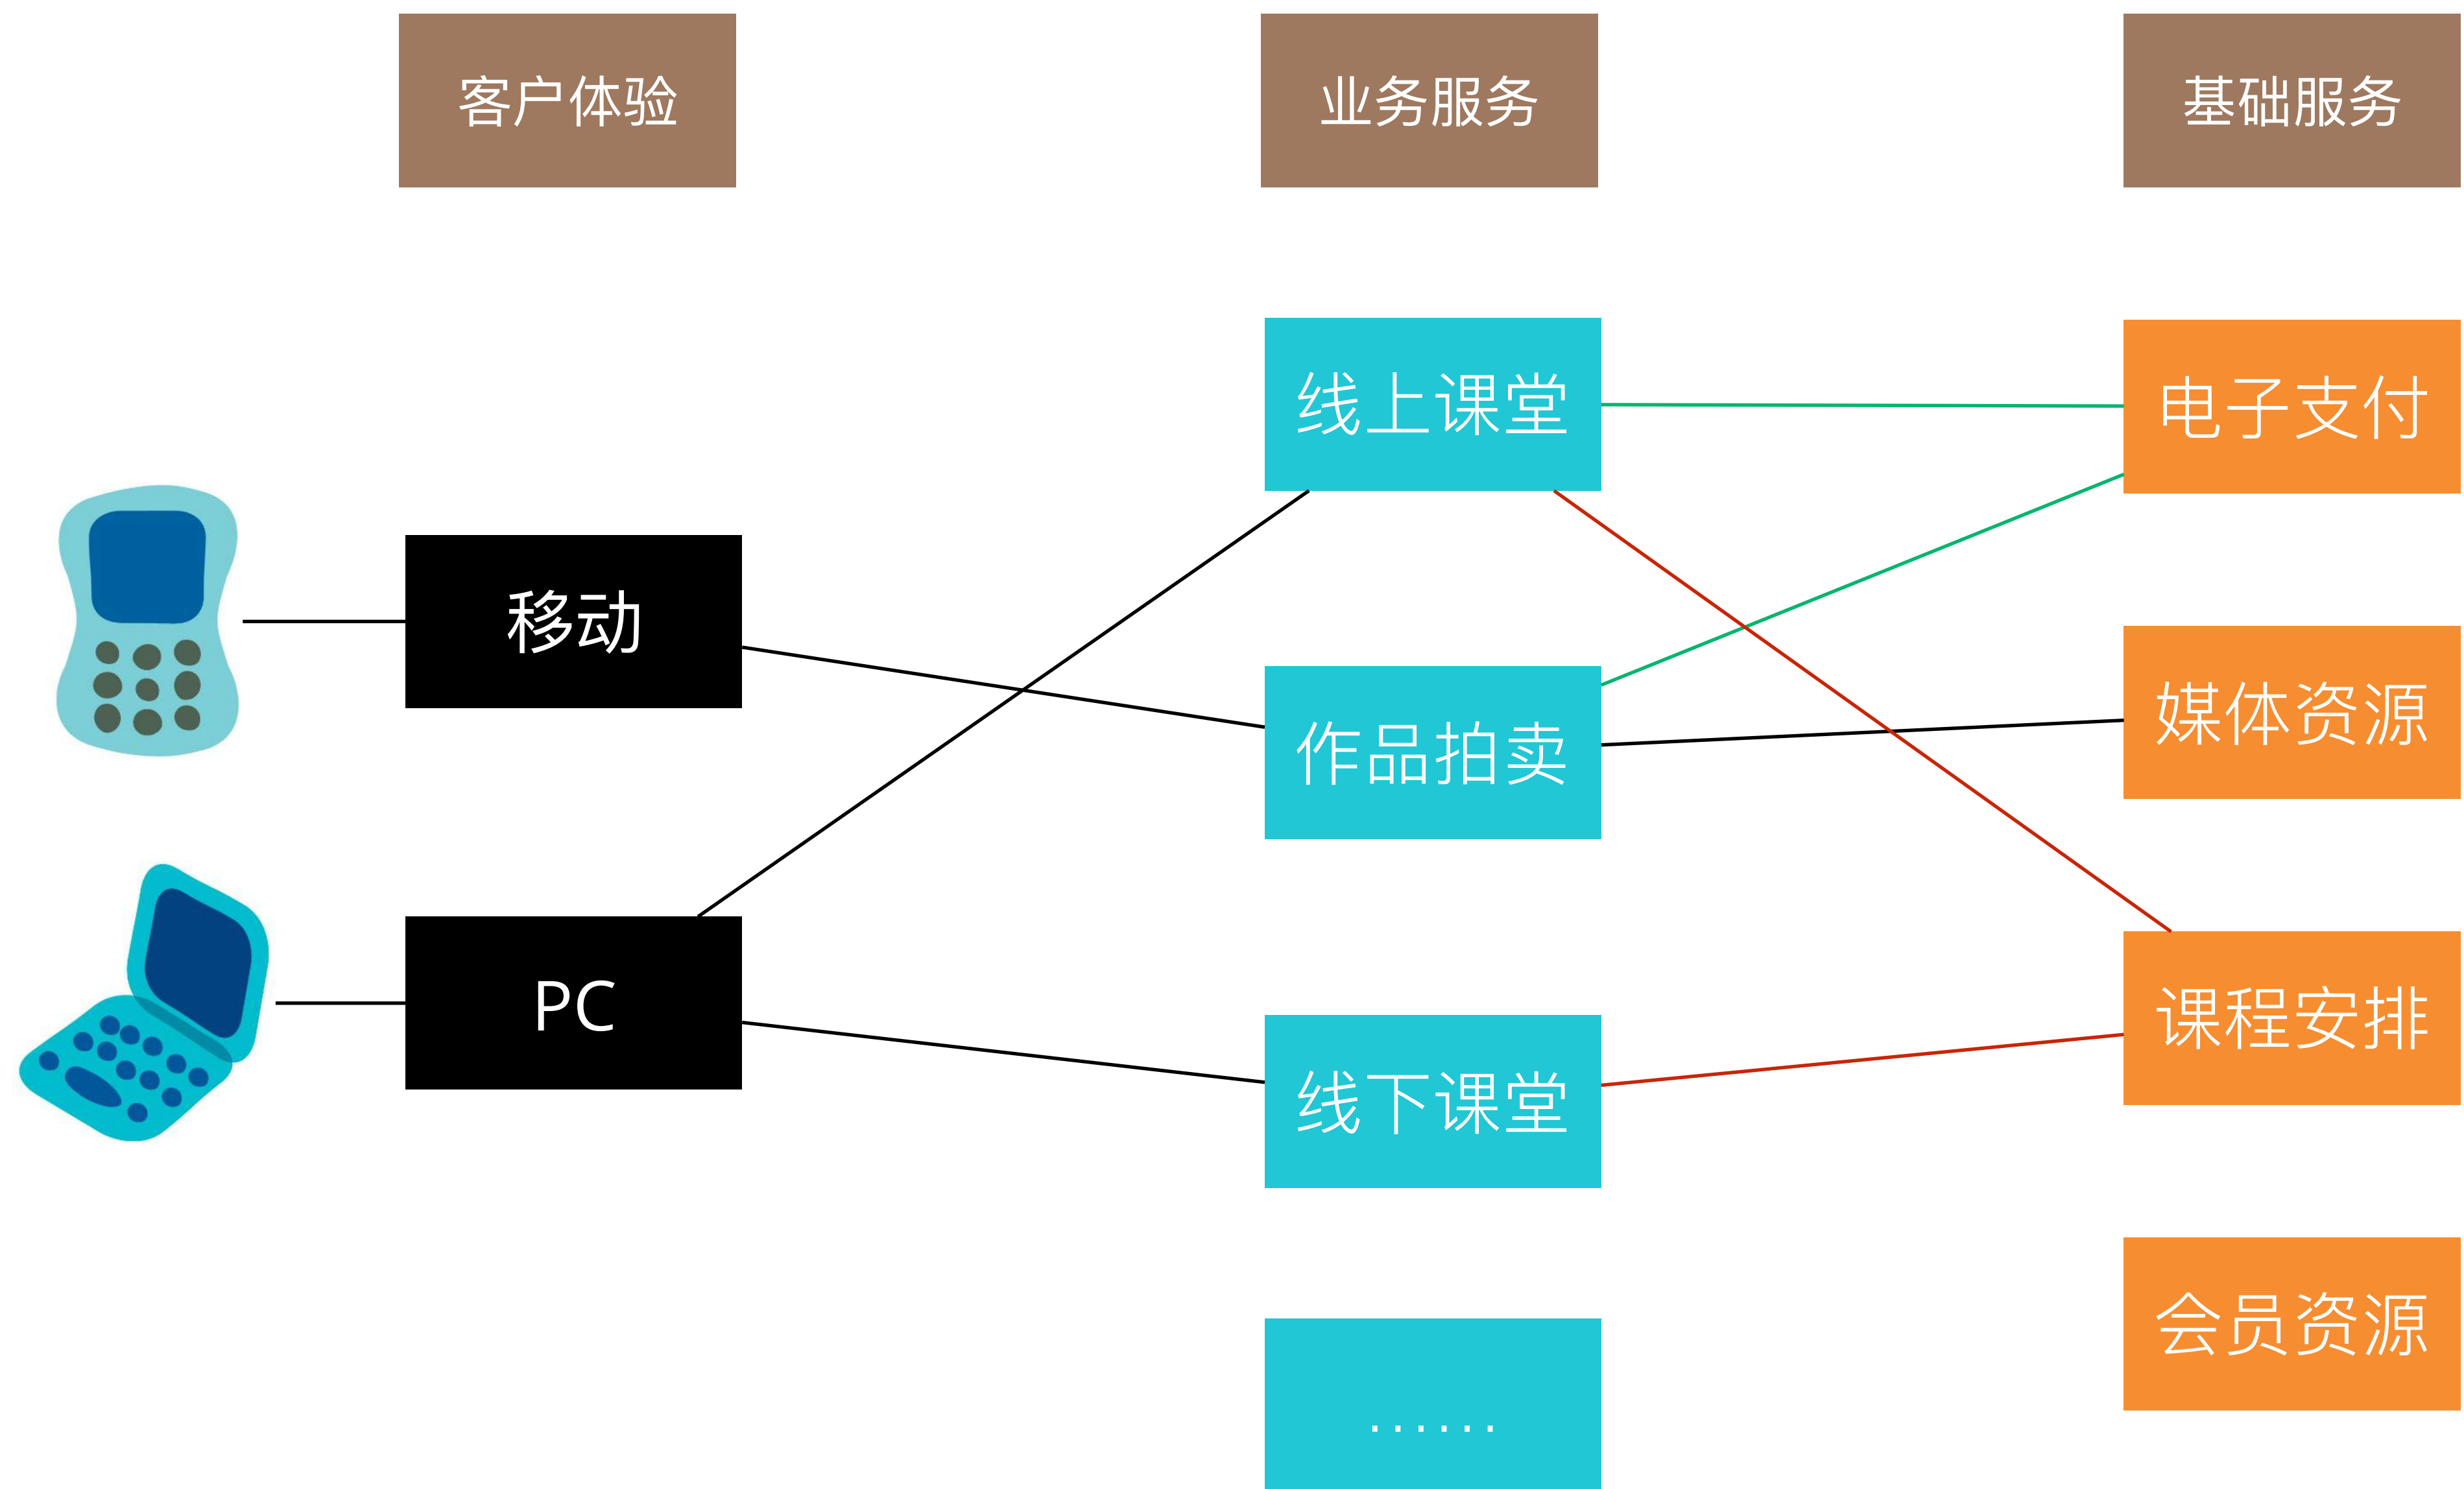 客户体验
业务服务
基础服务
线上课堂
电子支付
移动
媒体资源
作品拍卖
PC
课程安排
线下课堂
会员资源
......